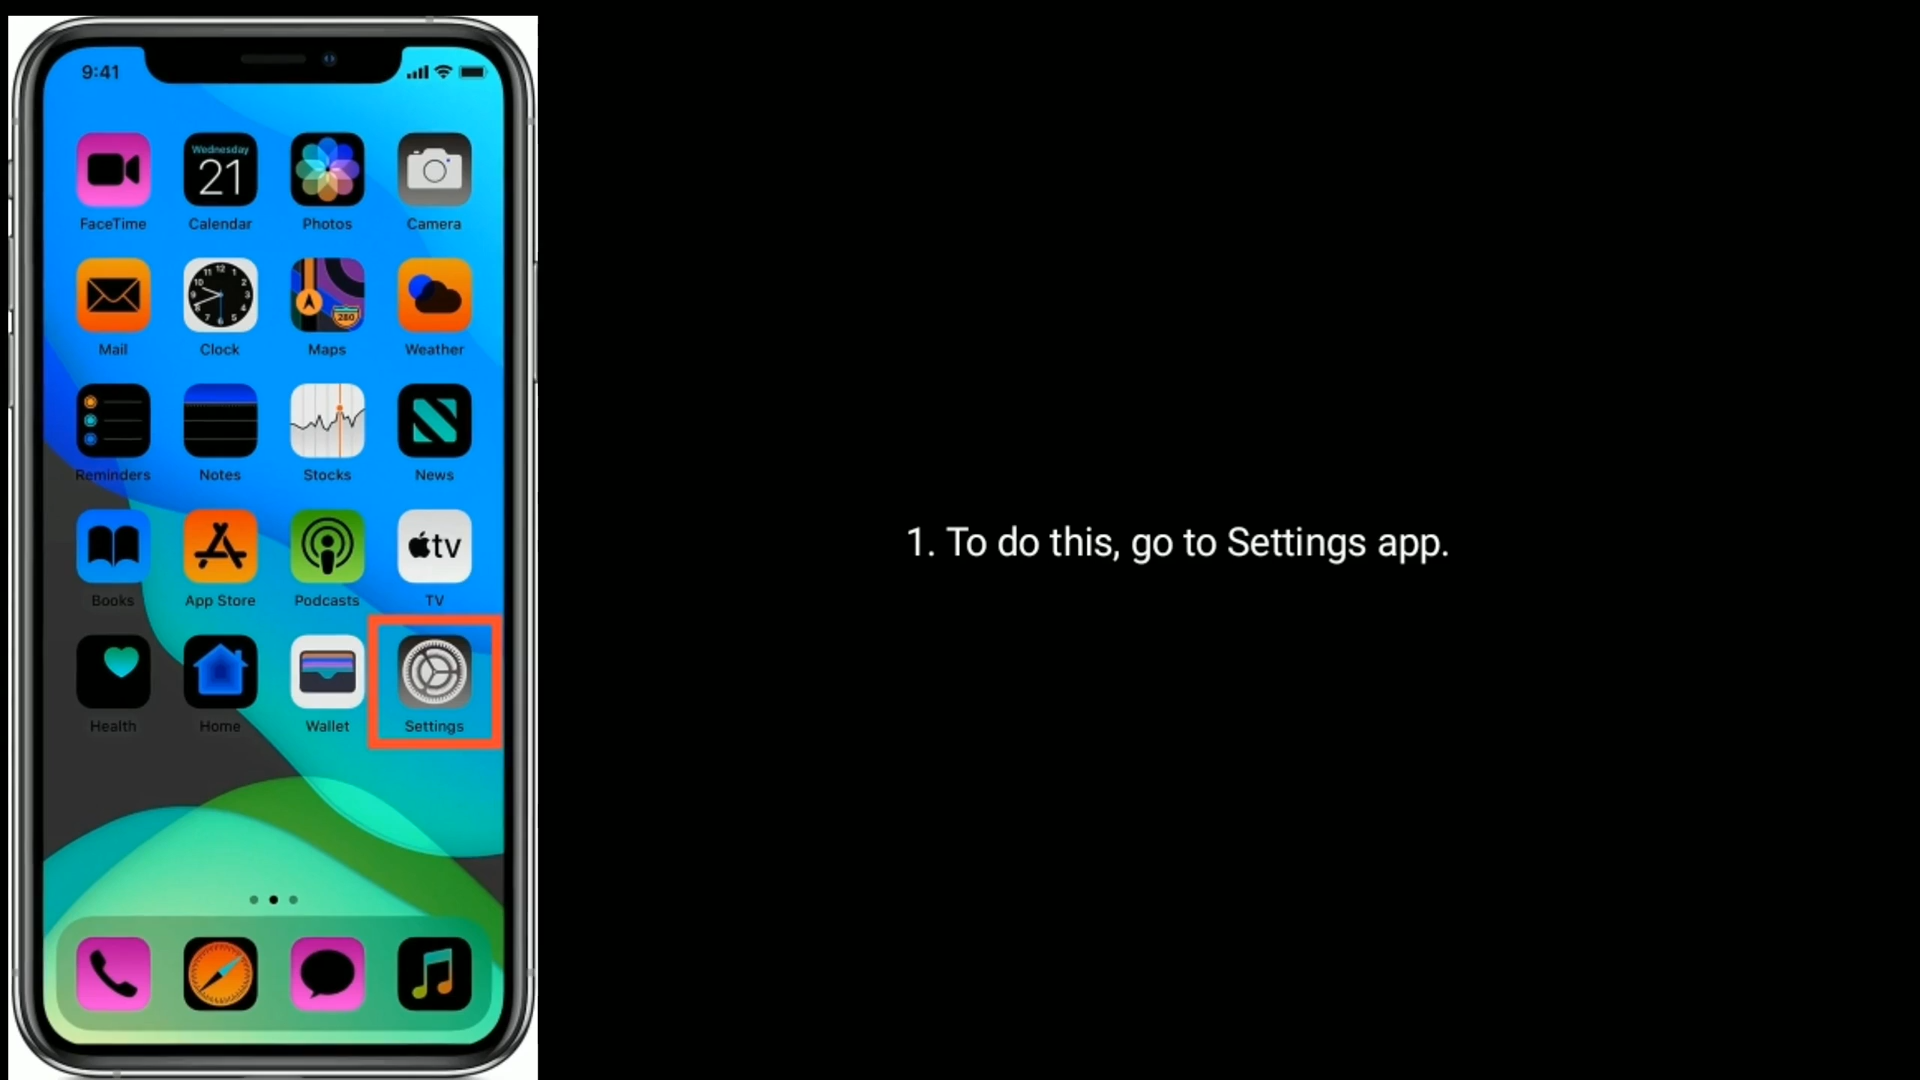 9:41
Wednesday
21
FaceTime Calendar Photos Camera
280
Mail Clock Maps Weather
Reminders Notes Stocks News
tv
Books App Store Podcasts TV
Health Home Wallet Settings
1. To do this, go to Settings app.